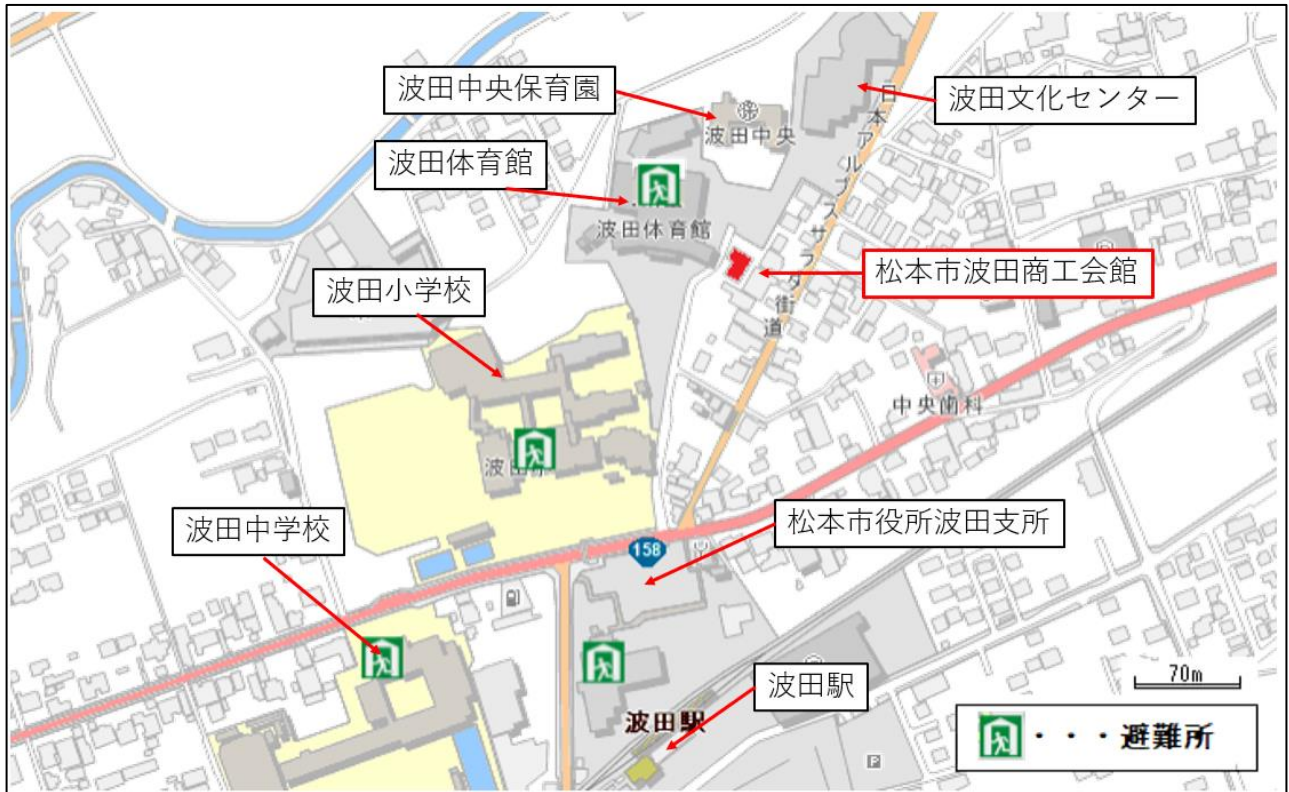 波田中央保育園
波田文化センター
波田中央
日本アルプスサラダ街道
波田体育館
波田体育館
松本市波田商工会館
波田小学校
中央歯科
波田小
波田中学校
松本市役所波田支所
158
波田駅
波田駅
70m
P
・・・避難所